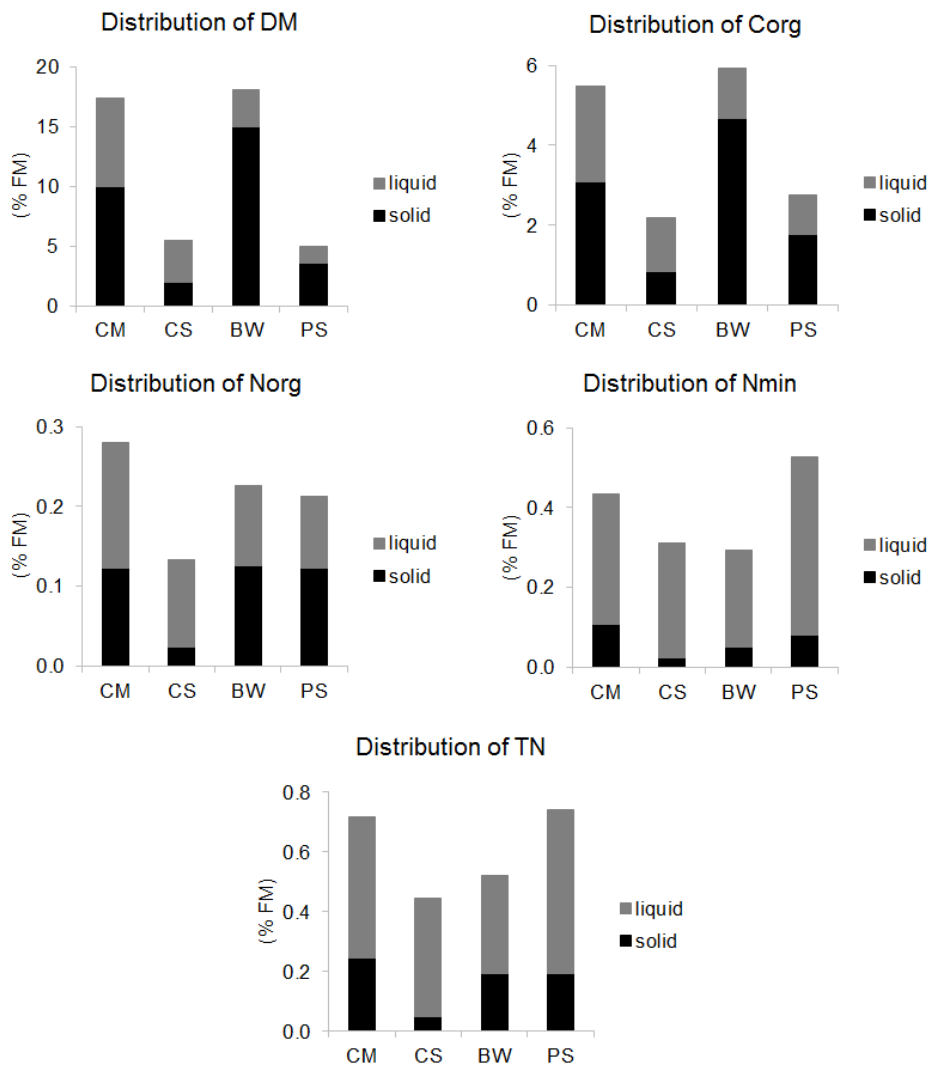 Distribution of DM
(% FM)
20
15
10
5
0
CM CS BW PS
liquid
solid
Distribution of Corg
(% FM)
6
4
2
0
CM CS BW PS
liquid
solid
Distribution of Norg
(% FM)
0.3
0.2
0.1
0.0
CM CS BW PS
liquid
solid
Distribution of Nmin
(% FM)
0.6
0.4
0.2
0.0
CM CS BW PS
liquid
solid
Distribution of TN
(% FM)
0.8
0.6
0.4
0.2
0.0
CM CS BW PS
liquid
solid